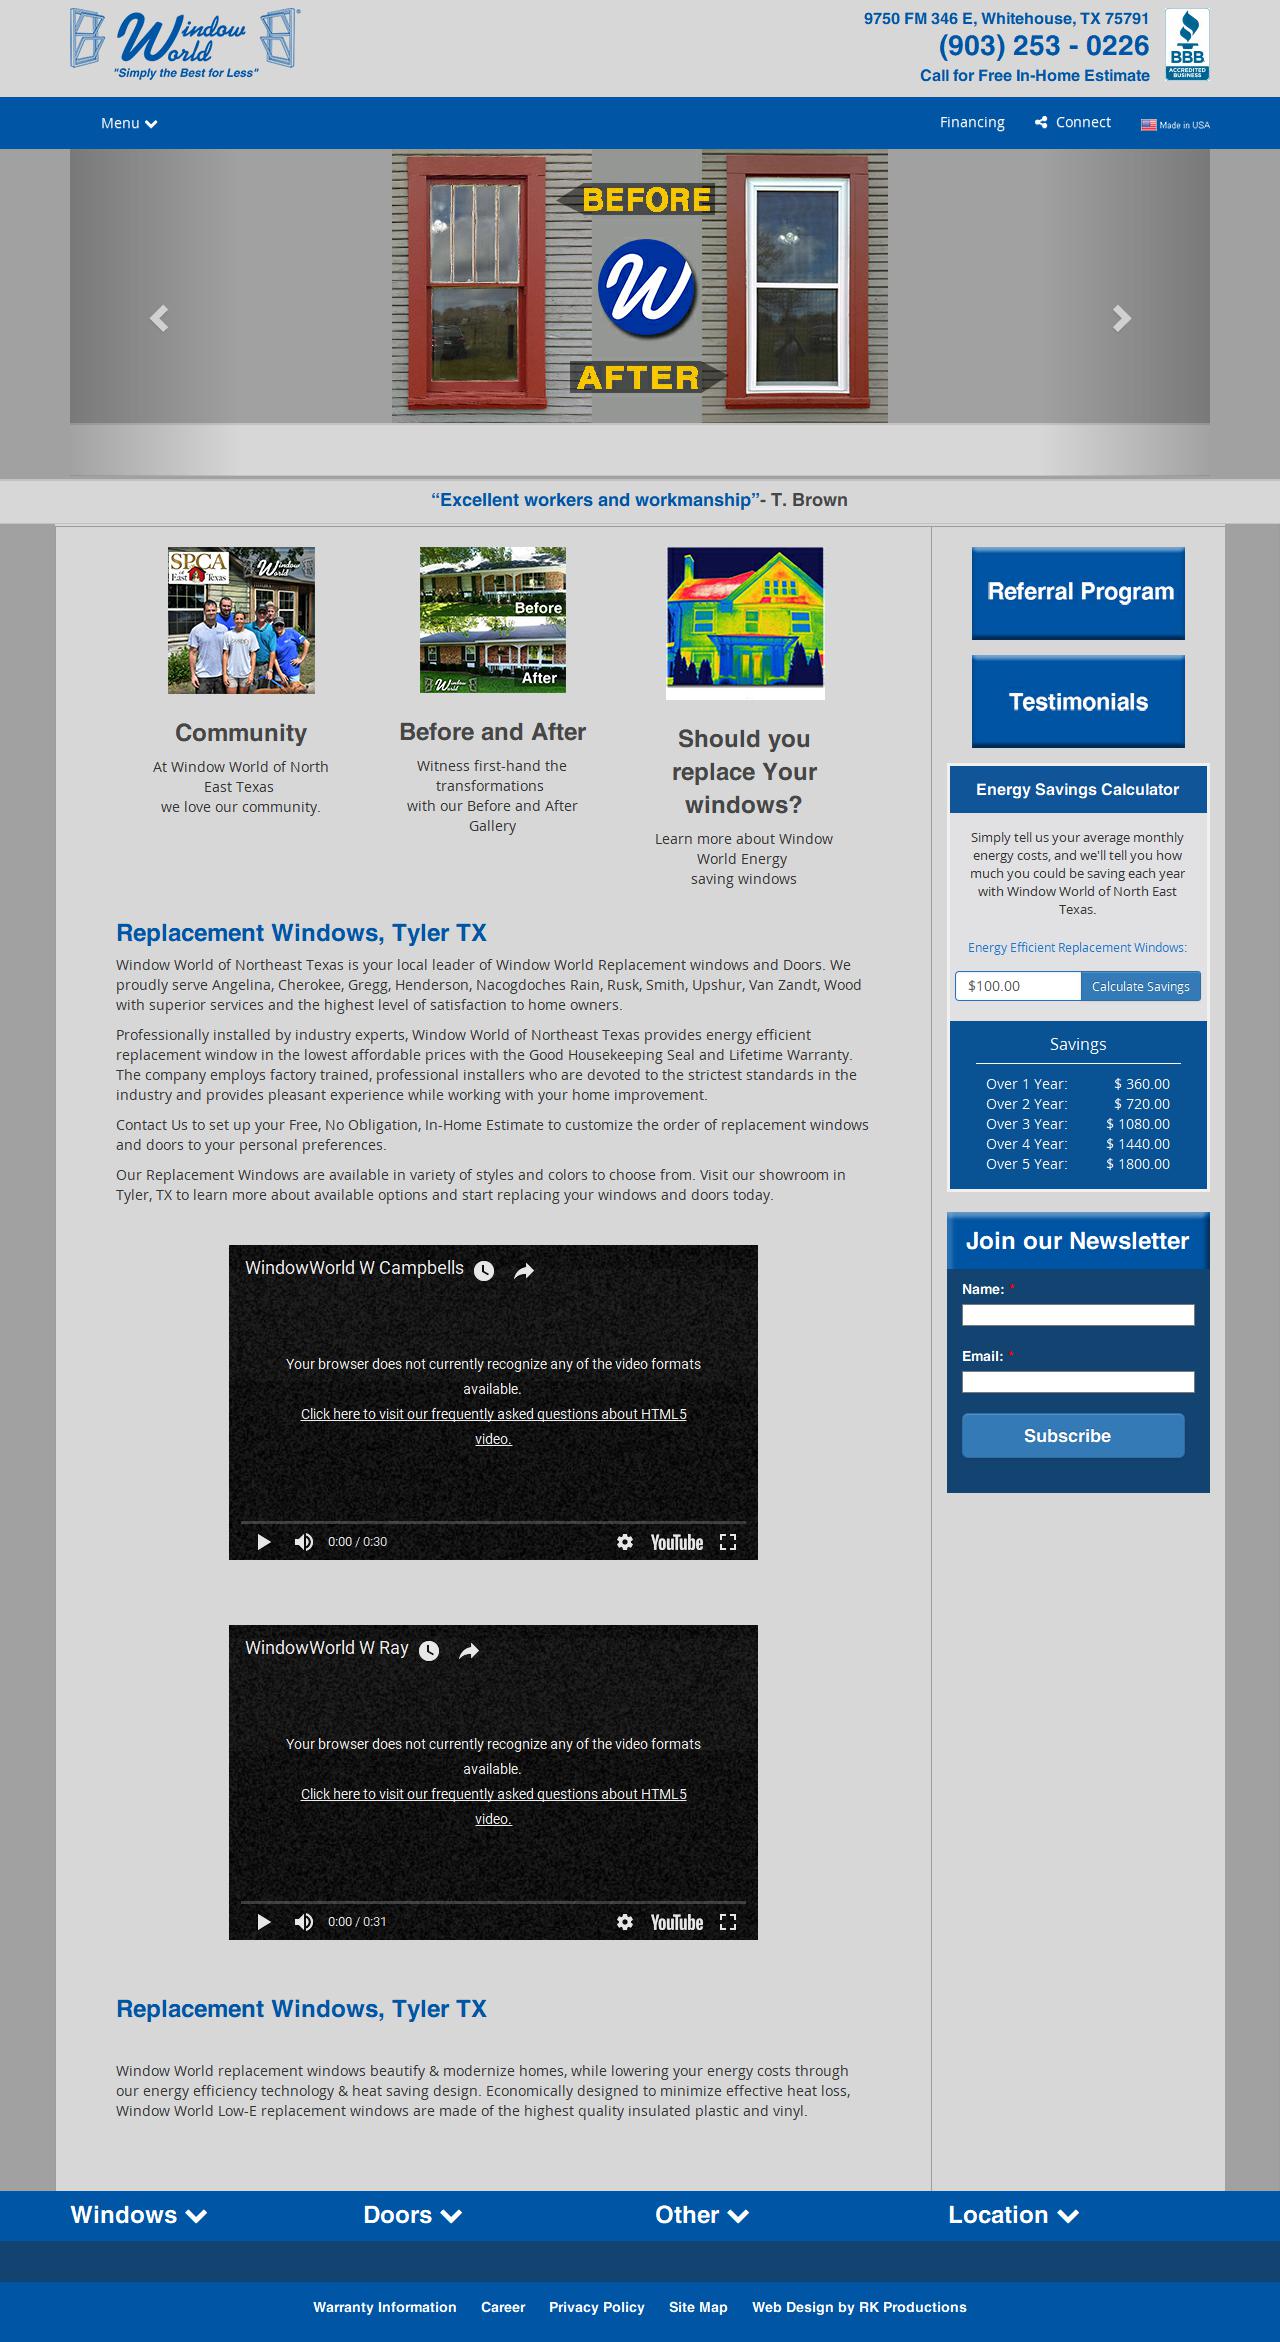 Window World®
"Simply the Best for Less"
9750 FM 346 E, Whitehouse, TX 75791
(903) 253 - 0226
Call for Free In-Home Estimate
BBB
ACCREDITED
BUSINESS
Menu
Financing
Connect
Made in USA
BEFORE
W
AFTER
“Excellent workers and workmanship”- T. Brown
SPCA
of
East Texas
Window World
Before
After
Window World
Community
At Window World of North
East Texas
we love our community.
Before and After
Witness first-hand the
transformations
with our Before and After
Gallery
Should you
replace Your
windows?
Learn more about Window
World Energy
saving windows
Referral Program
Testimonials
Energy Savings Calculator
Simply tell us your average monthly
energy costs, and we'll tell you how
much you could be saving each year
with Window World of North East
Texas.
Energy Efficient Replacement Windows:
$100.00
Calculate Savings
Savings
Over 1 Year: $ 360.00
Over 2 Year: $ 720.00
Over 3 Year: $ 1080.00
Over 4 Year: $ 1440.00
Over 5 Year: $ 1800.00
Join our Newsletter
Name: *
Email: *
Subscribe
Replacement Windows, Tyler TX
Window World of Northeast Texas is your local leader of Window World Replacement windows and Doors. We
proudly serve Angelina, Cherokee, Gregg, Henderson, Nacogdoches Rain, Rusk, Smith, Upshur, Van Zandt, Wood
with superior services and the highest level of satisfaction to home owners.
Professionally installed by industry experts, Window World of Northeast Texas provides energy efficient
replacement window in the lowest affordable prices with the Good Housekeeping Seal and Lifetime Warranty.
The company employs factory trained, professional installers who are devoted to the strictest standards in the
industry and provides pleasant experience while working with your home improvement.
Contact Us to set up your Free, No Obligation, In-Home Estimate to customize the order of replacement windows
and doors to your personal preferences.
Our Replacement Windows are available in variety of styles and colors to choose from. Visit our showroom in
Tyler, TX to learn more about available options and start replacing your windows and doors today.
WindowWorld W Campbells
Your browser does not currently recognize any of the video formats
available.
Click here to visit our frequently asked questions about HTML5
video.
0:00 / 0:30
YouTube
WindowWorld W Ray
Your browser does not currently recognize any of the video formats
available.
Click here to visit our frequently asked questions about HTML5
video.
0:00 / 0:31
YouTube
Replacement Windows, Tyler TX
Window World replacement windows beautify & modernize homes, while lowering your energy costs through
our energy efficiency technology & heat saving design. Economically designed to minimize effective heat loss,
Window World Low-E replacement windows are made of the highest quality insulated plastic and vinyl.
Windows
Doors
Other
Location
Warranty Information
Career
Privacy Policy
Site Map
Web Design by RK Productions